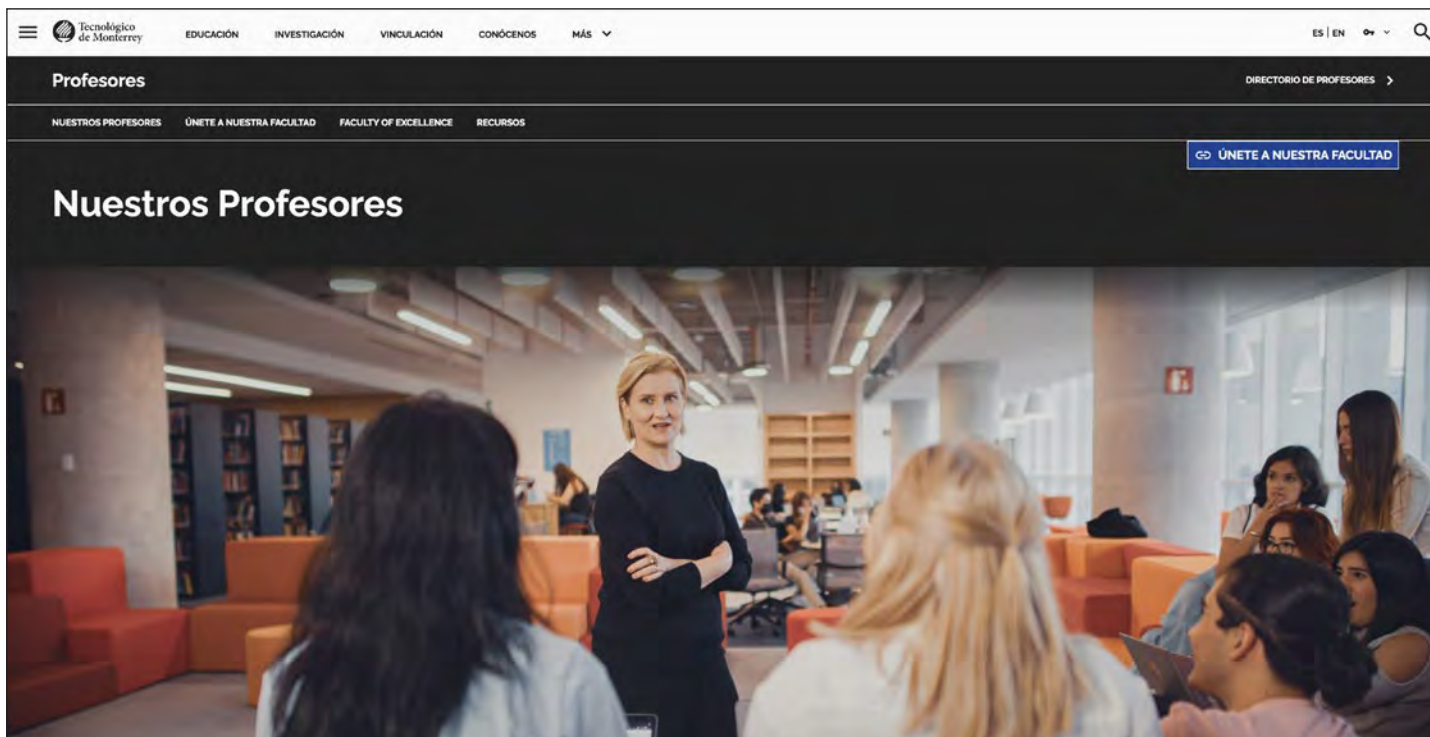 Tecnológico
de Monterrey
EDUCACIÓN
INVESTIGACIÓN
VINCULACIÓN
CONÓCENOS
MÁS
ES | EN
Profesores
DIRECTORIO DE PROFESORES
NUESTROS PROFESORES
ÚNETE A NUESTRA FACULTAD
FACULTY OF EXCELLENCE
RECURSOS
ÚNETE A NUESTRA FACULTAD
Nuestros Profesores